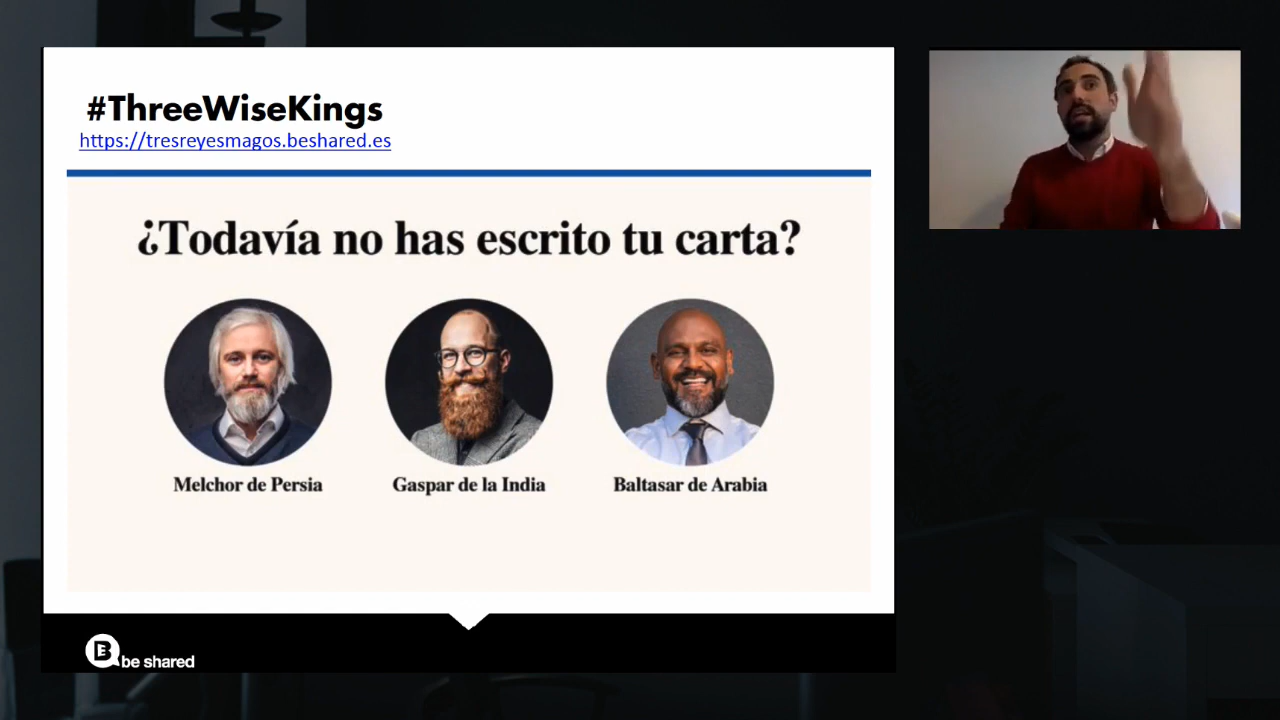 #ThreeWiseKings
https://tresreyesmagos.beshared.es
¿Todavía no has escrito tu carta?
Melchor de Persia
Gaspar de la India
Baltasar de Arabia
B be shared